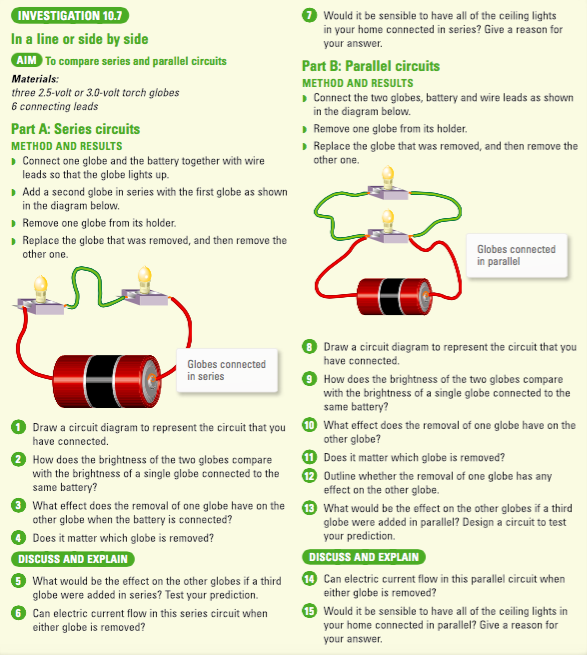 INVESTIGATION 10.7
In a line or side by side
AIM To compare series and parallel circuits
Materials:
three 2.5-volt or 3.0-volt torch globes
6 connecting leads
Part A: Series circuits
METHOD AND RESULTS
Connect one globe and the battery together with wire
leads so that the globe lights up.
Add a second globe in series with the first globe as shown
in the diagram below.
Remove one globe from its holder.
Replace the globe that was removed, and then remove the
other one.
Globes connected
in series
1 Draw a circuit diagram to represent the circuit that you
have connected.
2 How does the brightness of the two globes compare
with the brightness of a single globe connected to the
same battery?
3 What effect does the removal of one globe have on the
other globe when the battery is connected?
4 Does it matter which globe is removed?
DISCUSS AND EXPLAIN
5 What would be the effect on the other globes if a third
globe were added in series? Test your prediction.
6 Can electric current flow in this series circuit when
either globe is removed?
7 Would it be sensible to have all of the ceiling lights
in your home connected in series? Give a reason for
your answer.
Part B: Parallel circuits
METHOD AND RESULTS
Connect the two globes, battery and wire leads as shown
in the diagram below.
Remove one globe from its holder.
Replace the globe that was removed, and then remove the
other one.
Globes connected
in parallel
8 Draw a circuit diagram to represent the circuit that you
have connected.
9 How does the brightness of the two globes compare
with the brightness of a single globe connected to the
same battery?
10 What effect does the removal of one globe have on the
other globe?
11 Does it matter which globe is removed?
12 Outline whether the removal of one globe has any
effect on the other globe.
13 What would be the effect on the other globes if a third
globe were added in parallel? Design a circuit to test
your prediction.
DISCUSS AND EXPLAIN
14 Can electric current flow in this parallel circuit when
either globe is removed?
15 Would it be sensible to have all of the ceiling lights in
your home connected in parallel? Give a reason for
your answer.